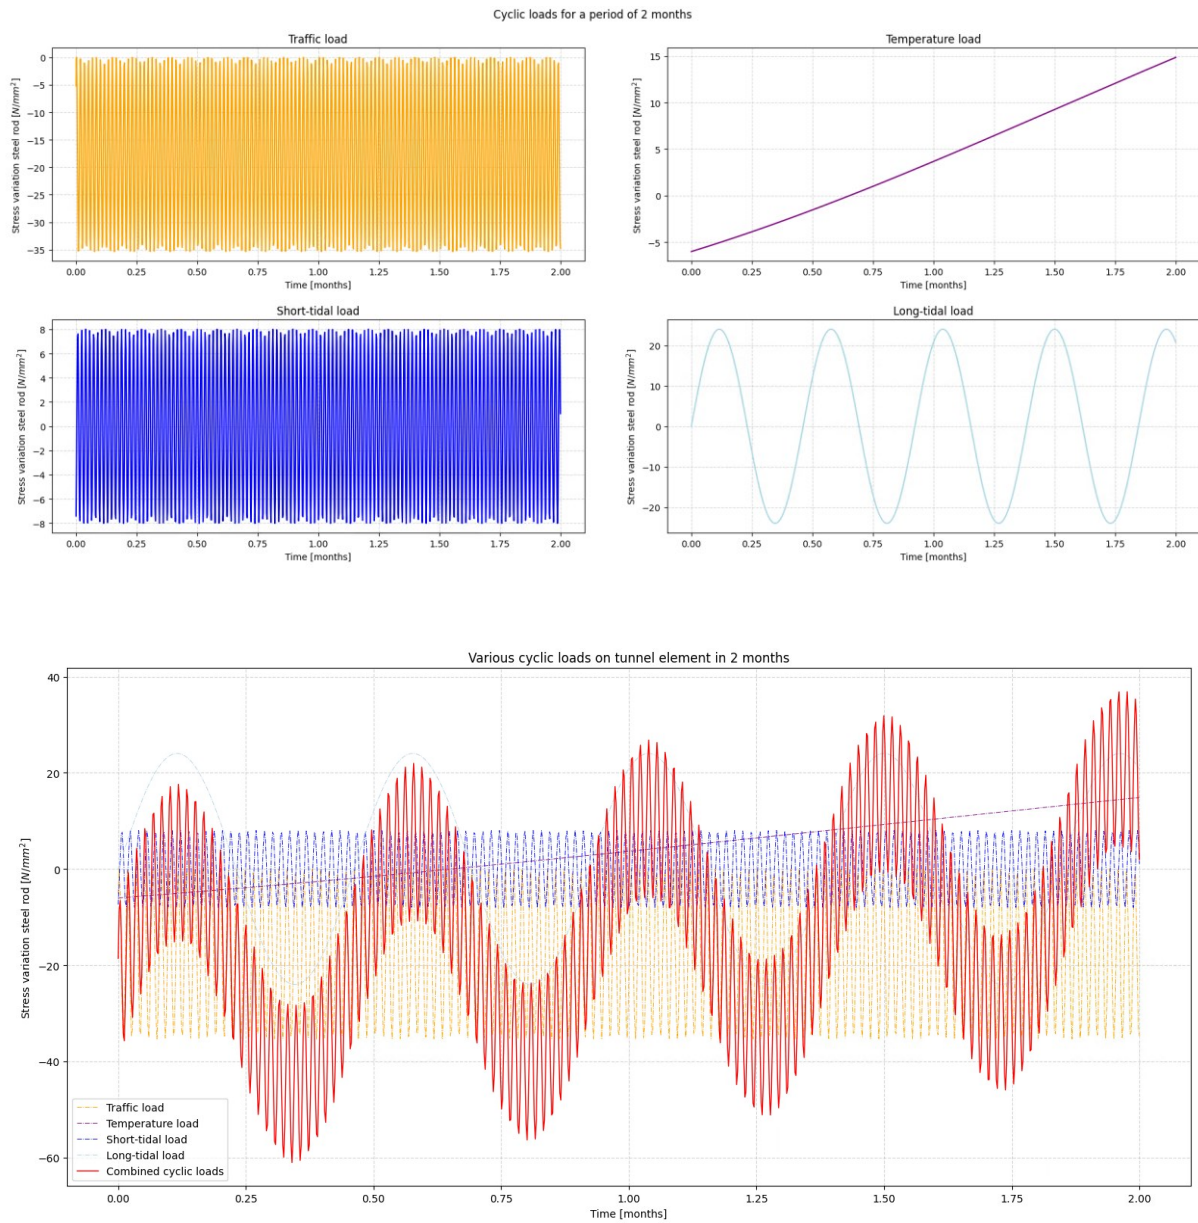 Cyclic loads for a period of 2 months
Traffic load
Stress variation steel rod [N/mm²]
0
−5
−10
−15
−20
−25
−30
−35
0.00 0.25 0.50 0.75 1.00 1.25 1.50 1.75 2.00
Time [months]
Temperature load
Stress variation steel rod [N/mm²]
15
10
5
0
−5
0.00 0.25 0.50 0.75 1.00 1.25 1.50 1.75 2.00
Time [months]
Short-tidal load
Stress variation steel rod [N/mm²]
8
6
4
2
0
−2
−4
−6
−8
0.00 0.25 0.50 0.75 1.00 1.25 1.50 1.75 2.00
Time [months]
Long-tidal load
Stress variation steel rod [N/mm²]
20
10
0
−10
−20
0.00 0.25 0.50 0.75 1.00 1.25 1.50 1.75 2.00
Time [months]
Various cyclic loads on tunnel element in 2 months
Stress variation steel rod [N/mm²]
40
20
0
−20
−40
−60
Traffic load
Temperature load
Short-tidal load
Long-tidal load
Combined cyclic loads
0.00 0.25 0.50 0.75 1.00 1.25 1.50 1.75 2.00
Time [months]